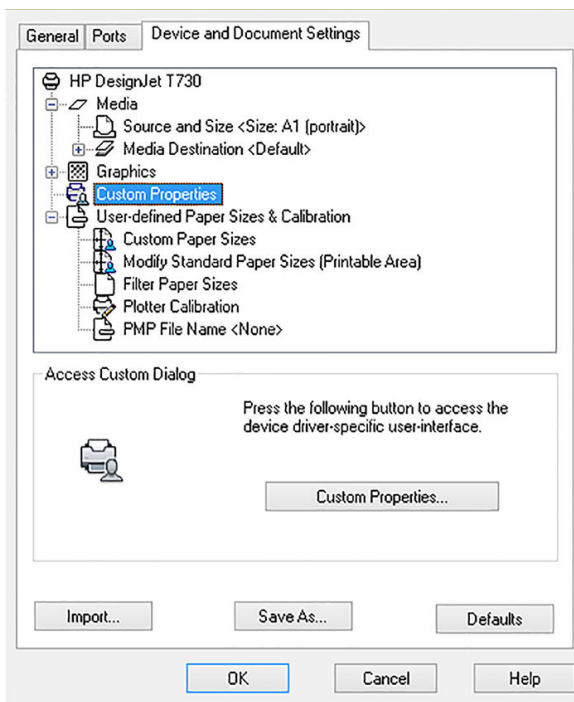 General Ports Device and Document Settings
HP DesignJet T730
Media
Source and Size <Size: A1 (portrait)>
Media Destination <Default>
Graphics
Custom Properties
User-defined Paper Sizes & Calibration
Custom Paper Sizes
Modify Standard Paper Sizes (Printable Area)
Filter Paper Sizes
Plotter Calibration
PMP File Name <None>
Access Custom Dialog
Press the following button to access the
device driver-specific user-interface.
Custom Properties...
Import... Save As... Defaults
OK Cancel Help